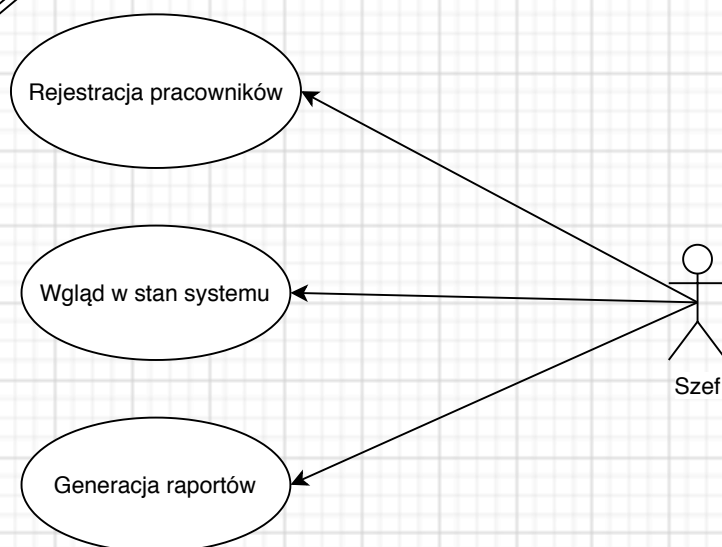 Rejestracja pracowników
Wgląd w stan systemu
Szef
Generacja raportów